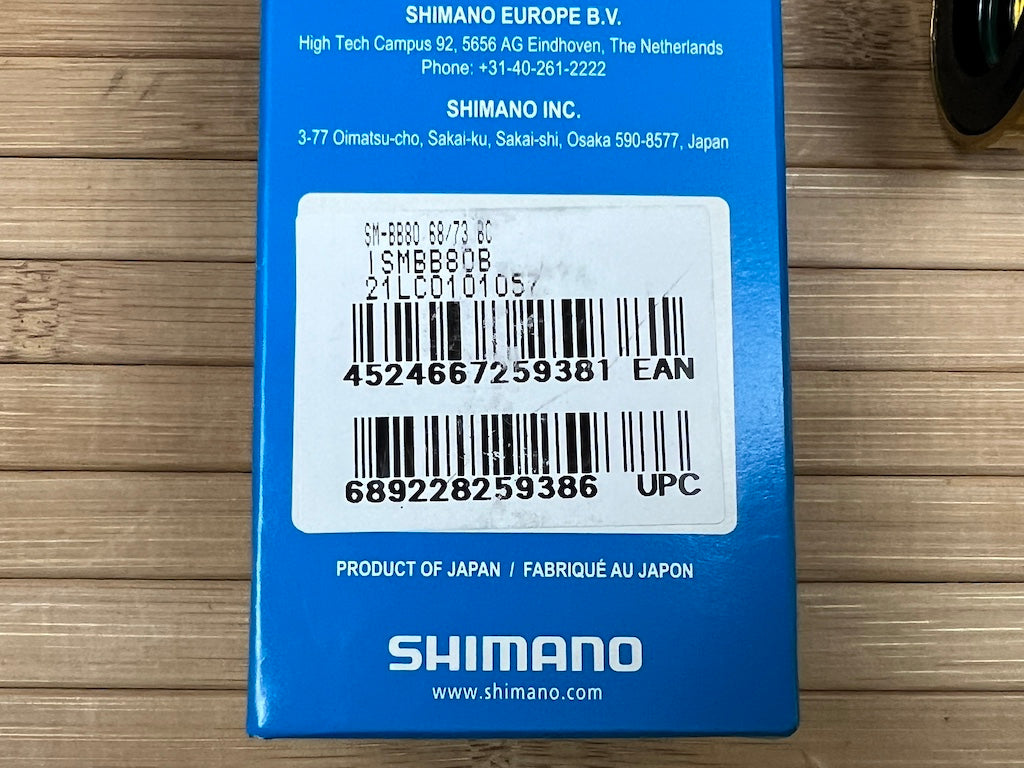 SHIMANO EUROPE B.V.
High Tech Campus 92, 5656 AG Eindhoven, The Netherlands
Phone: +31-40-261-2222
SHIMANO INC.
3-77 Oimatsu-cho, Sakai-ku, Sakai-shi, Osaka 590-8577, Japan
SM-BB80 68/73 BC
ISMBB80B
21LC0101057
4524667259381 EAN
689228259386 UPC
PRODUCT OF JAPAN / FABRIQUÉ AU JAPON
SHIMANO
www.shimano.com